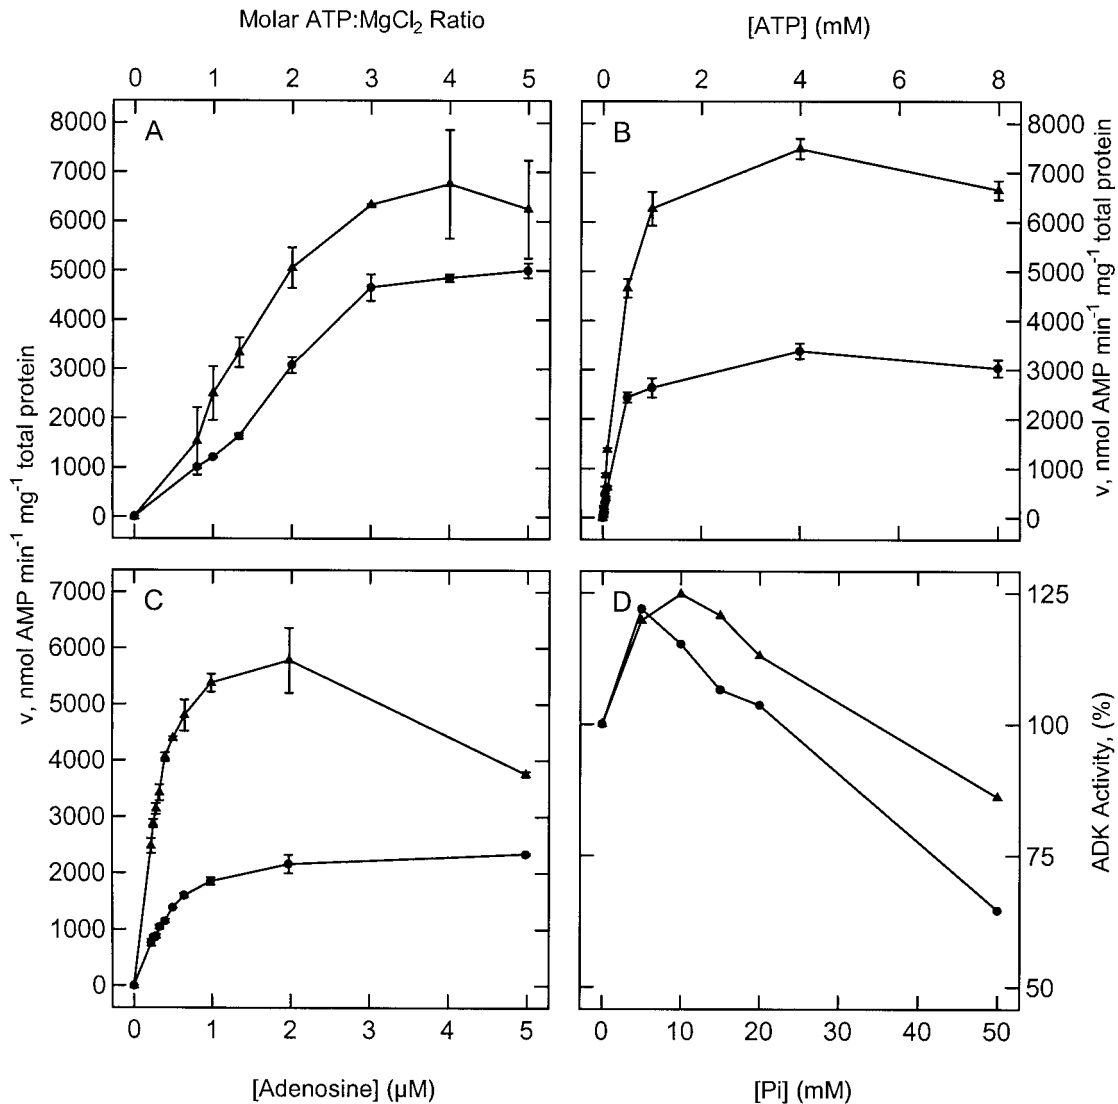 Molar ATP:MgCl₂ Ratio
[ATP] (mM)
0 1 2 3 4 5
0 2 4 6 8
A
B
8000
7000
6000
5000
4000
3000
2000
1000
0
8000
7000
6000
5000
4000
3000
2000
1000
0
v, nmol AMP min⁻¹ mg⁻¹ total protein
v, nmol AMP min⁻¹ mg⁻¹ total protein
C
D
7000
6000
5000
4000
3000
2000
1000
0
125
100
75
50
ADK Activity, (%)
0 1 2 3 4 5
0 10 20 30 40 50
[Adenosine] (µM)
[Pi] (mM)